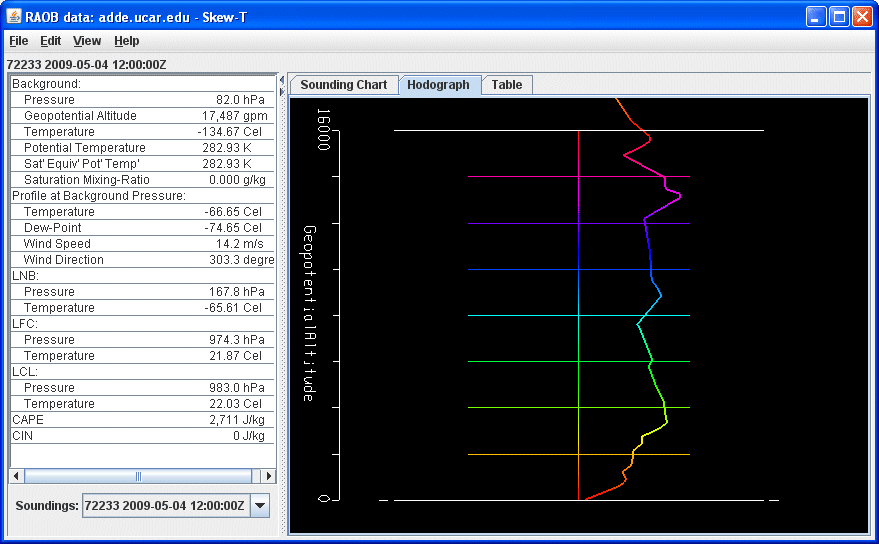 RAOB data: adde.ucar.edu - Skew-T
File Edit View Help
72233 2009-05-04 12:00:00Z
Background:
Pressure 82.0 hPa
Geopotential Altitude 17,487 gpm
Temperature -134.67 Cel
Potential Temperature 282.93 K
Sat' Equiv' Pot' Temp' 282.93 K
Saturation Mixing-Ratio 0.000 g/kg
Profile at Background Pressure:
Temperature -66.65 Cel
Dew-Point -74.65 Cel
Wind Speed 14.2 m/s
Wind Direction 303.3 degre
LNB:
Pressure 167.8 hPa
Temperature -65.61 Cel
LFC:
Pressure 974.3 hPa
Temperature 21.87 Cel
LCL:
Pressure 983.0 hPa
Temperature 22.03 Cel
CAPE 2,711 J/kg
CIN 0 J/kg
Soundings: 72233 2009-05-04 12:00:00Z
Sounding Chart Hodograph Table
16000
GeopotentialAltitude
0